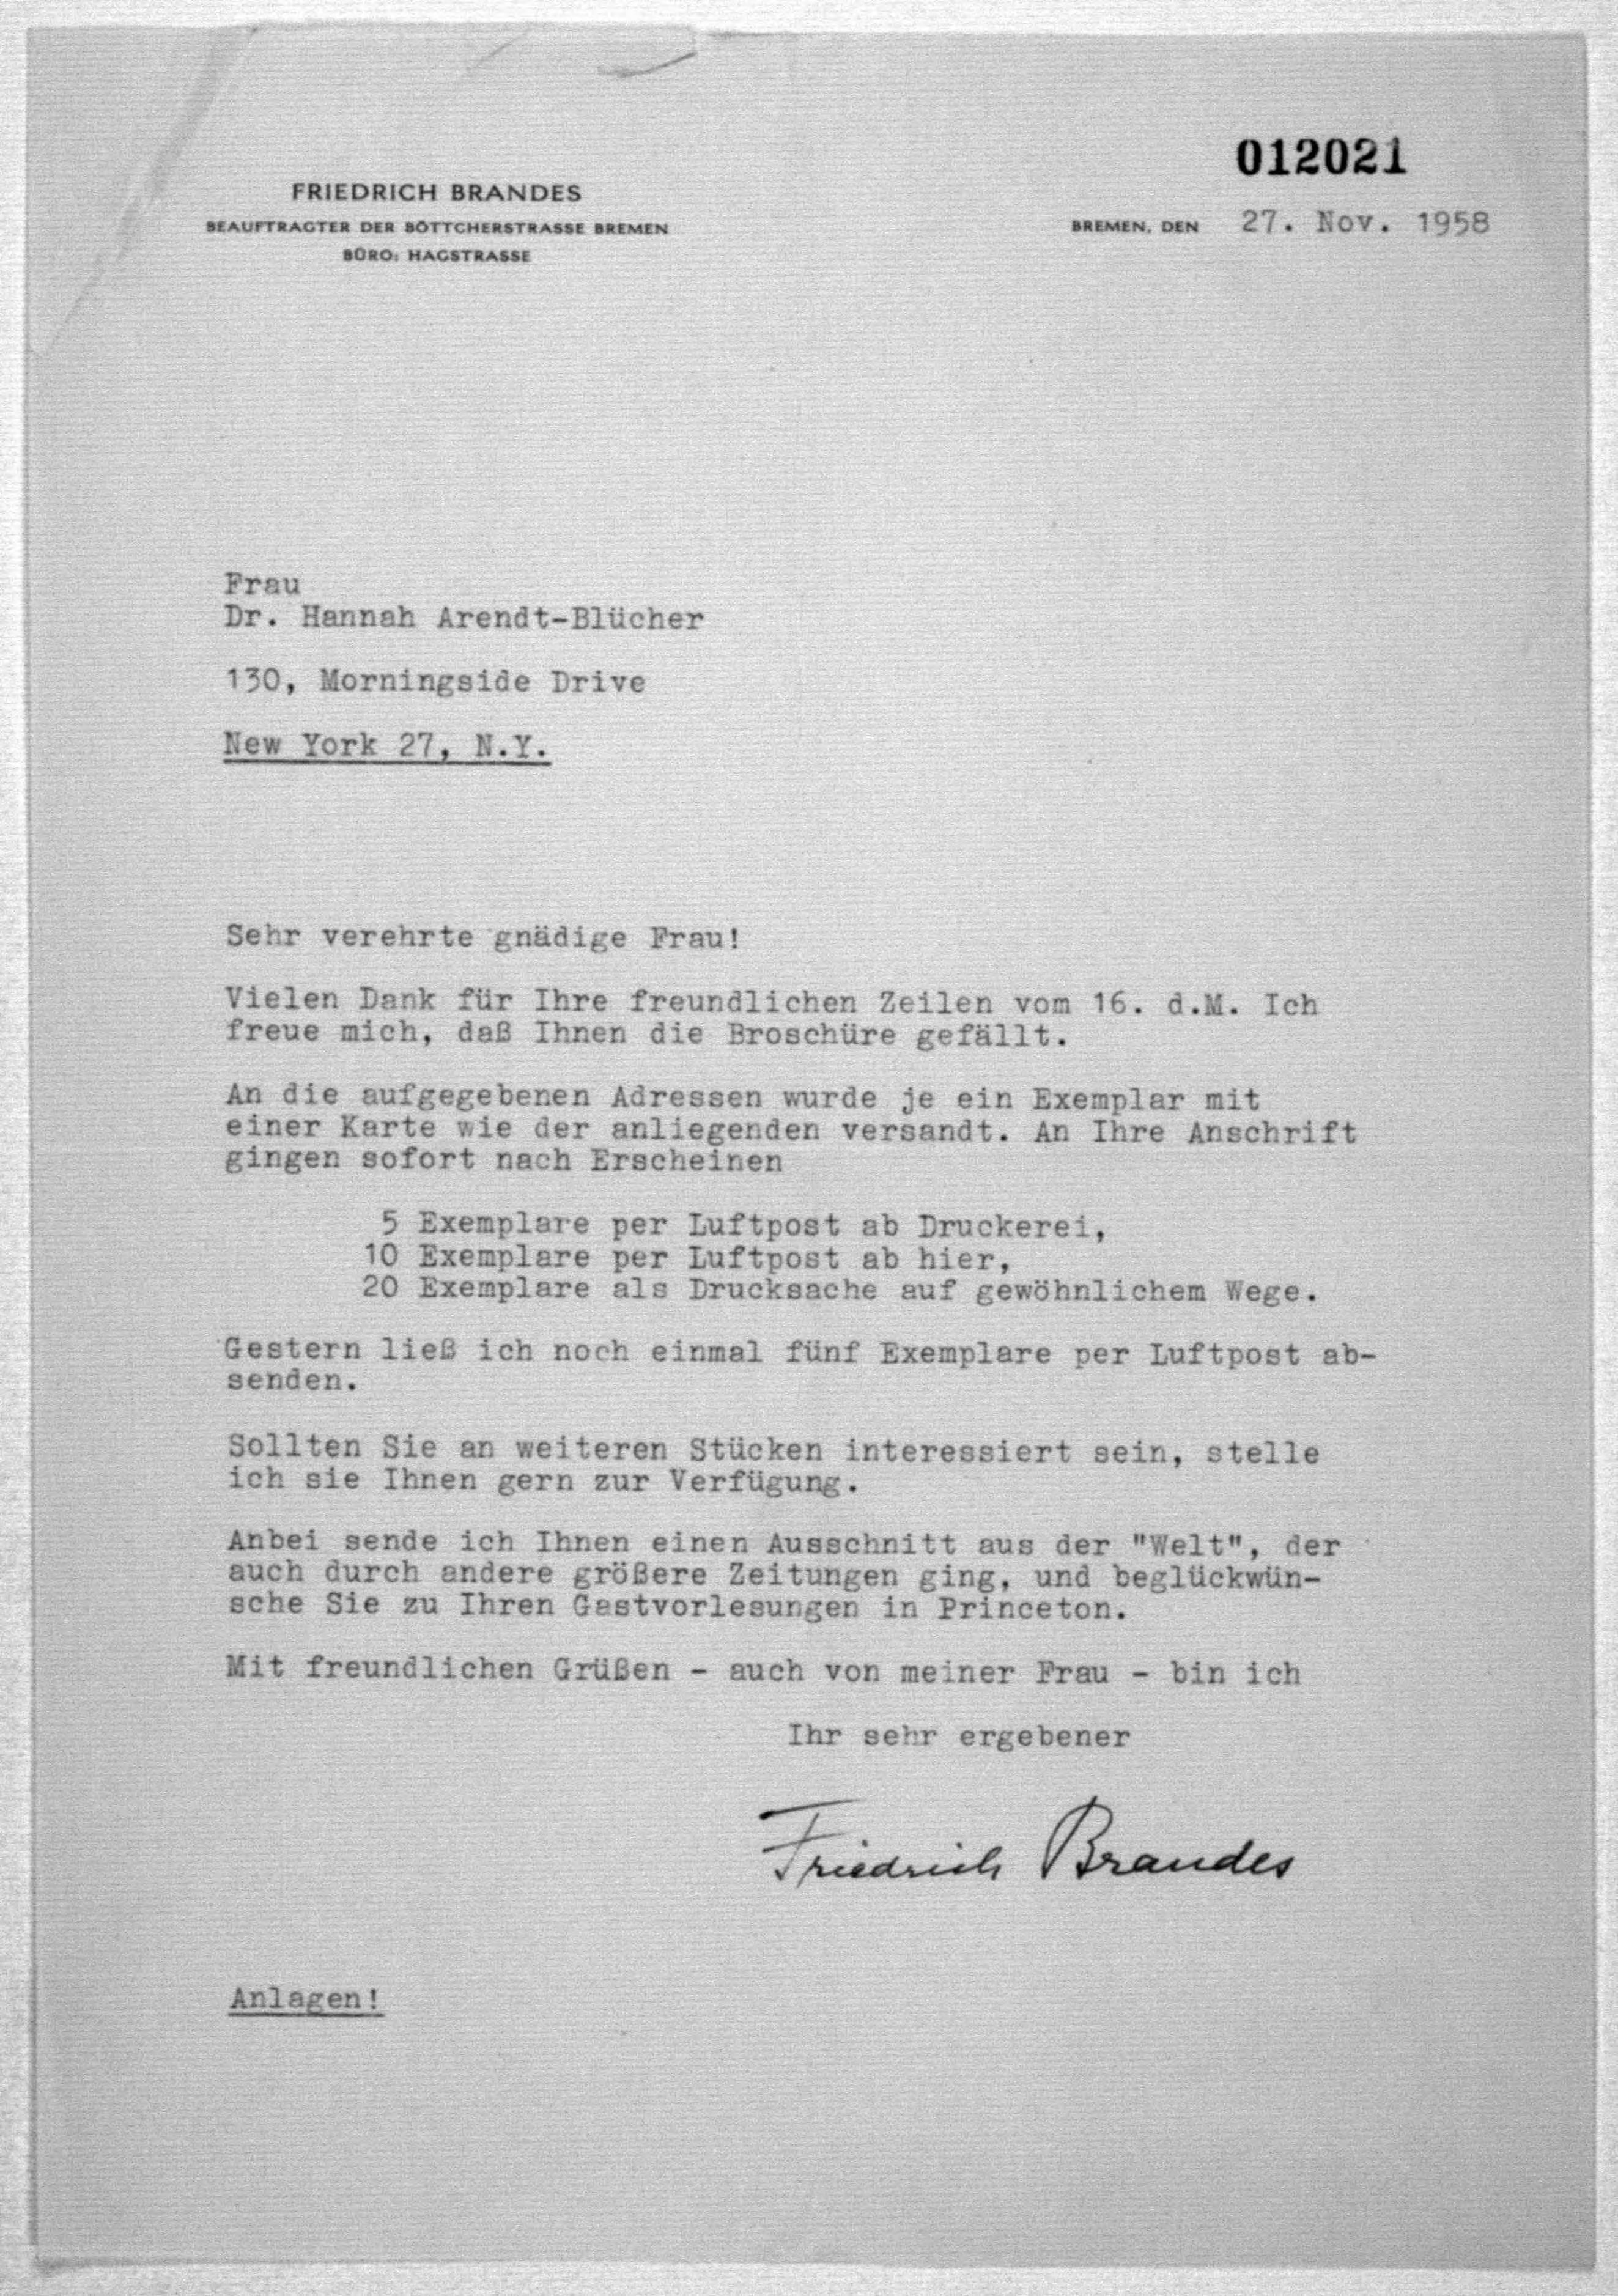 012021
FRIEDRICH BRANDES
BEAUFTRAGTER DER BÖTTCHERSTRASSE BREMEN
BÜRO: HAGSTRASSE
BREMEN, DEN 27. Nov. 1958
Frau
Dr. Hannah Arendt-Blücher
130, Morningside Drive
New York 27, N.Y.
Sehr verehrte gnädige Frau!
Vielen Dank für Ihre freundlichen Zeilen vom 16. d.M. Ich
freue mich, daß Ihnen die Broschüre gefällt.
An die aufgegebenen Adressen wurde je ein Exemplar mit
einer Karte wie der anliegenden versandt. An Ihre Anschrift
gingen sofort nach Erscheinen
5 Exemplare per Luftpost ab Druckerei,
10 Exemplare per Luftpost ab hier,
20 Exemplare als Drucksache auf gewöhnlichem Wege.
Gestern ließ ich noch einmal fünf Exemplare per Luftpost ab-
senden.
Sollten Sie an weiteren Stücken interessiert sein, stelle
ich sie Ihnen gern zur Verfügung.
Anbei sende ich Ihnen einen Ausschnitt aus der "Welt", der
auch durch andere größere Zeitungen ging, und beglückwün-
sche Sie zu Ihren Gastvorlesungen in Princeton.
Mit freundlichen Grüßen - auch von meiner Frau - bin ich
Ihr sehr ergebener
Friedrich Brandes
Anlagen!